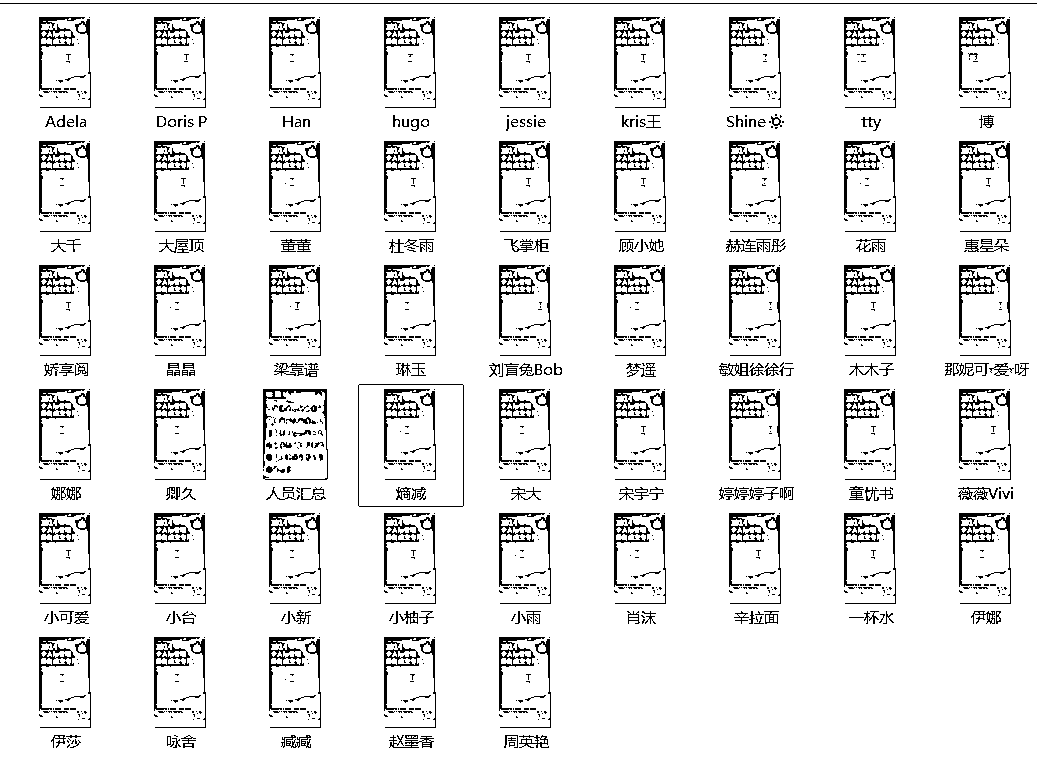 Adela Doris P Han hugo jessie kris王 Shine☼ tty 博
大千 大屋顶 董董 杜冬雨 飞掌柜 顾小她 赫连雨彤 花雨 惠星朵
娇享阅 晶晶 梁靠谱 琳玉 刘盲兔Bob 梦遥 敏姐徐徐行 木木子 那妮可·爱·呀
娜娜 卿久 人员汇总 熵减 宋大 宋宇宁 婷婷婷子啊 童忧书 薇薇Vivi
小可爱 小台 小新 小柚子 小雨 肖沫 辛拉面 一杯水 伊娜
伊莎 咏舍 臧臧 赵墨香 周英艳